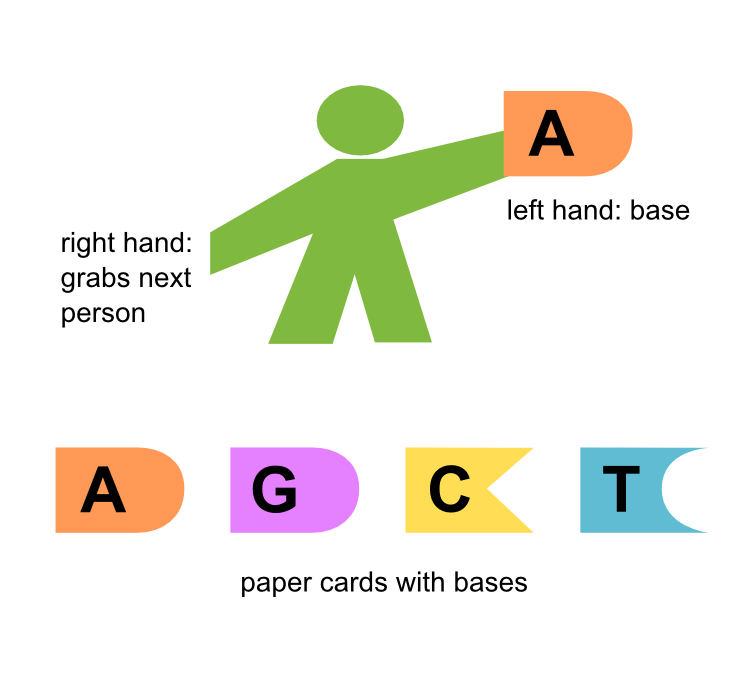 A
left hand: base
right hand:
grabs next
person
A G C T
paper cards with bases